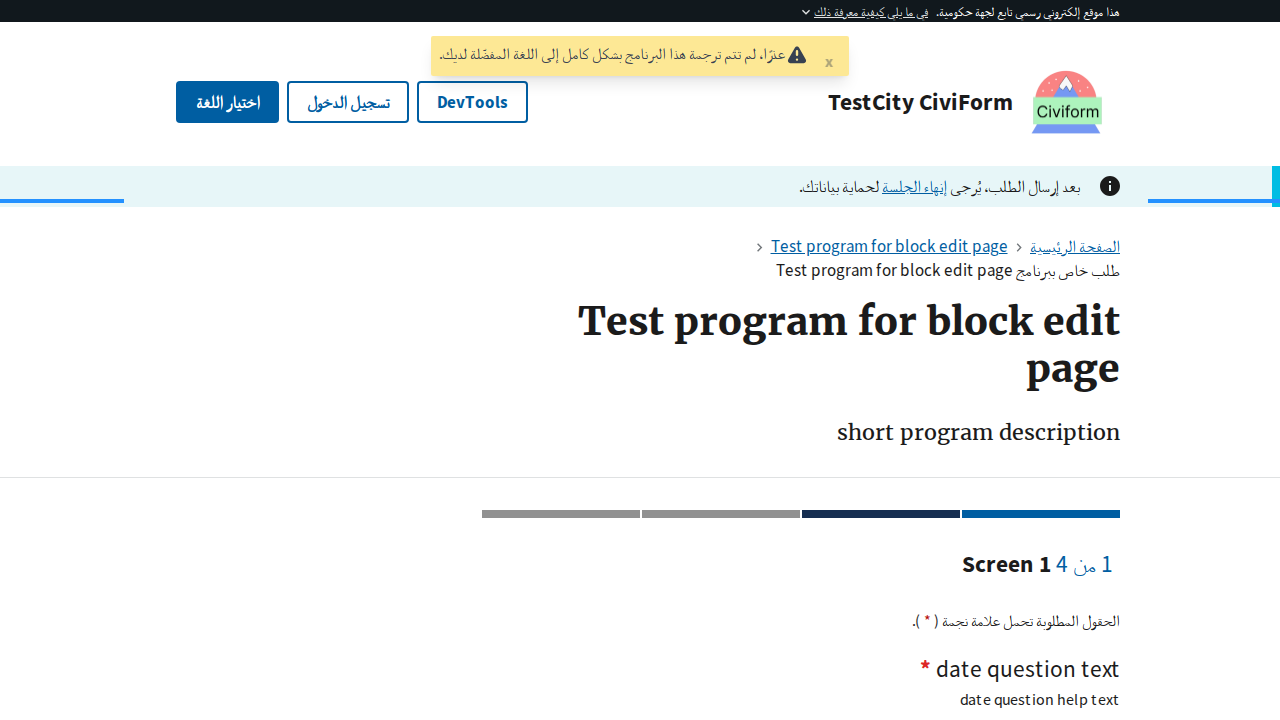 هذا موقع إلكتروني رسمي تابع لجهة حكومية. في ما يلي كيفية معرفة ذلك
عذرًا، لم تتم ترجمة هذا البرنامج بشكل كامل إلى اللغة المفضّلة لديك. x
Civiform
TestCity CiviForm
DevTools
تسجيل الدخول
اختيار اللغة
بعد إرسال الطلب، يُرجى إنهاء الجلسة لحماية بياناتك.
الصفحة الرئيسية
Test program for block edit page
طلب خاص ببرنامج Test program for block edit page
Test program for block edit
page
short program description
1 من 4 Screen 1
الحقول المطلوبة تحمل علامة نجمة ( * ).
date question text *
date question help text